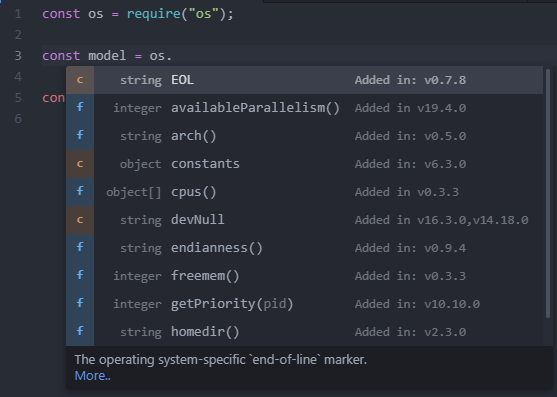 1 const os = require("os");
2
3 const model = os.
4
5 con
6
c string EOL Added in: v0.7.8
f integer availableParallelism() Added in v19.4.0
f string arch() Added in: v0.5.0
c object constants Added in: v6.3.0
f object[] cpus() Added in v0.3.3
c string devNull Added in: v16.3.0,v14.18.0
f string endianness() Added in: v0.9.4
f integer freemem() Added in: v0.3.3
f integer getPriority(pid) Added in: v10.10.0
f string homedir() Added in: v2.3.0
The operating system-specific `end-of-line` marker.
More..